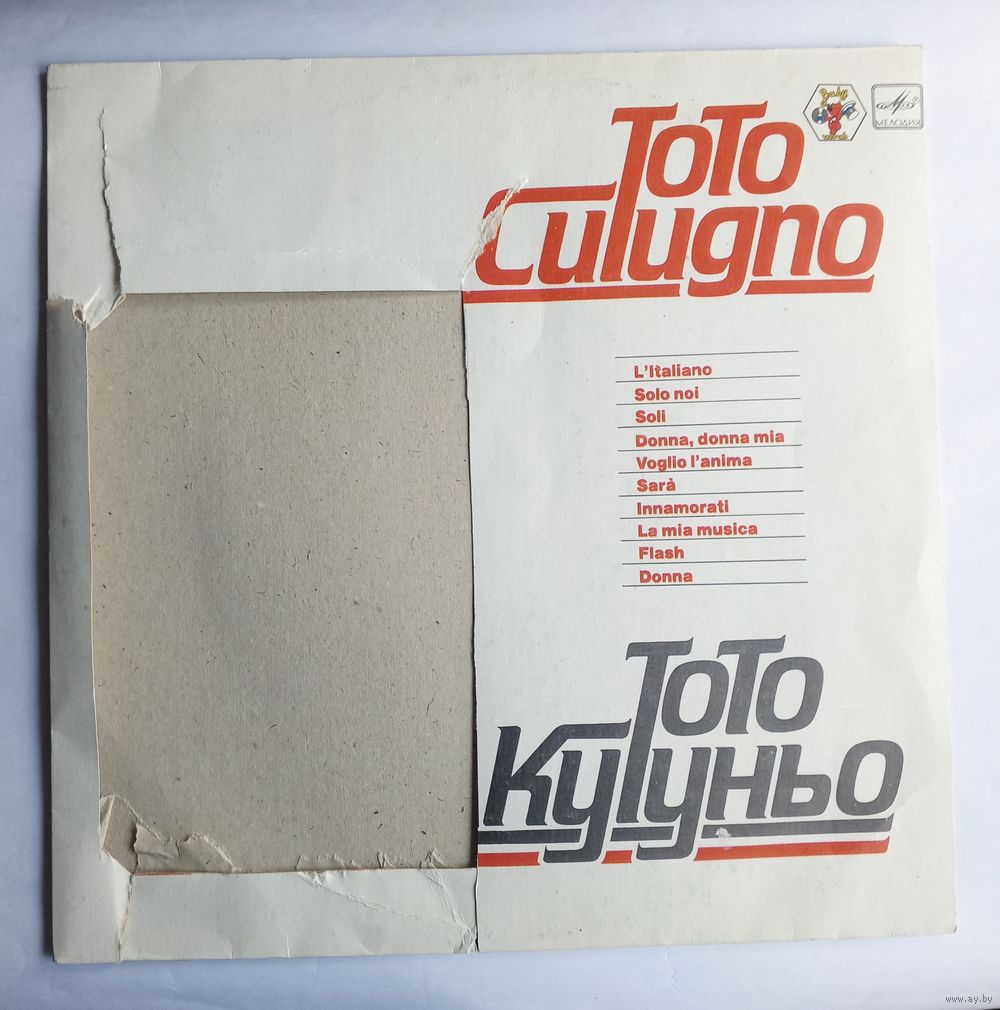 Toto
Cutugno
Baby
МЕЛОДИЯ
L'Italiano
Solo noi
Soli
Donna, donna mia
Voglio l'anima
Sarà
Innamorati
La mia musica
Flash
Donna
Тото
Кутуньо
www.ay.by